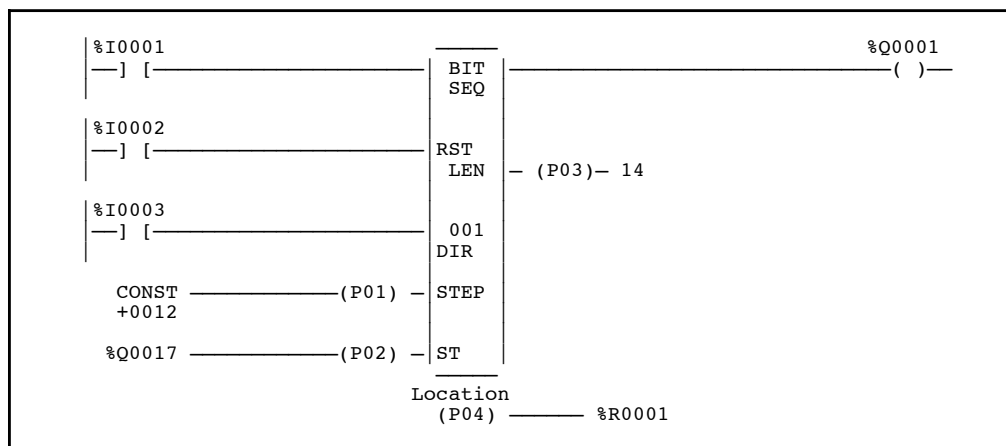 %I0001 %Q0001
] [ BIT ( )
SEQ
%I0002
] [ RST
LEN (P03) 14
%I0003
] [ 001
DIR
CONST (P01) STEP
+0012
%Q0017 (P02) ST
Location
(P04) %R0001